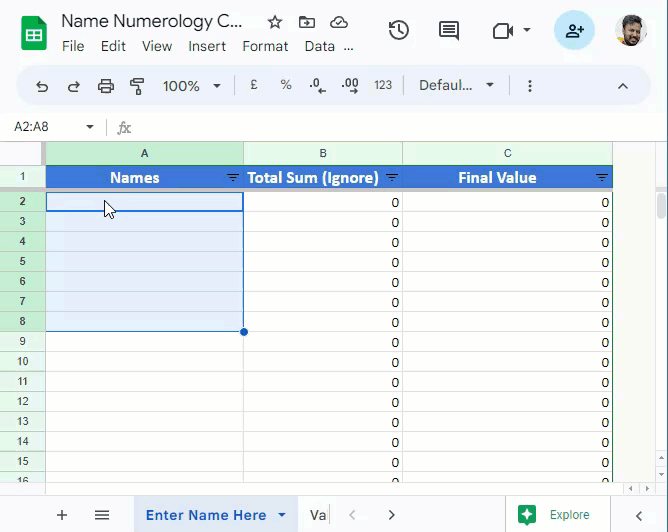 Name Numerology C...
File Edit View Insert Format Data ...
100% £ % .0 .00 123 Defaul...
A2:A8 fx
A B C
1 Names Total Sum (Ignore) Final Value
2 0 0
3 0 0
4 0 0
5 0 0
6 0 0
7 0 0
8 0 0
9 0 0
10 0 0
11 0 0
12 0 0
13 0 0
14 0 0
15 0 0
16
Enter Name Here Va Explore